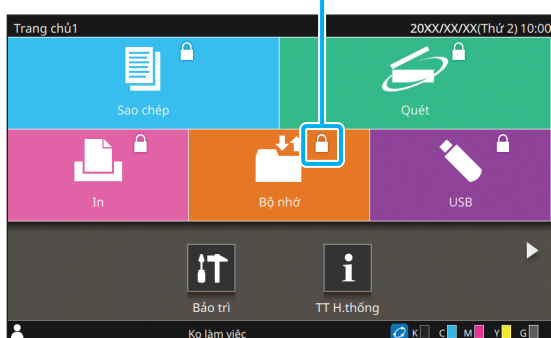 Trang chủ1
20XX/XX/XX(Thứ 2) 10:00
Sao chép
Quét
In
Bộ nhớ
USB
Bảo trì
TT H.thống
Ko làm việc
K C M Y G